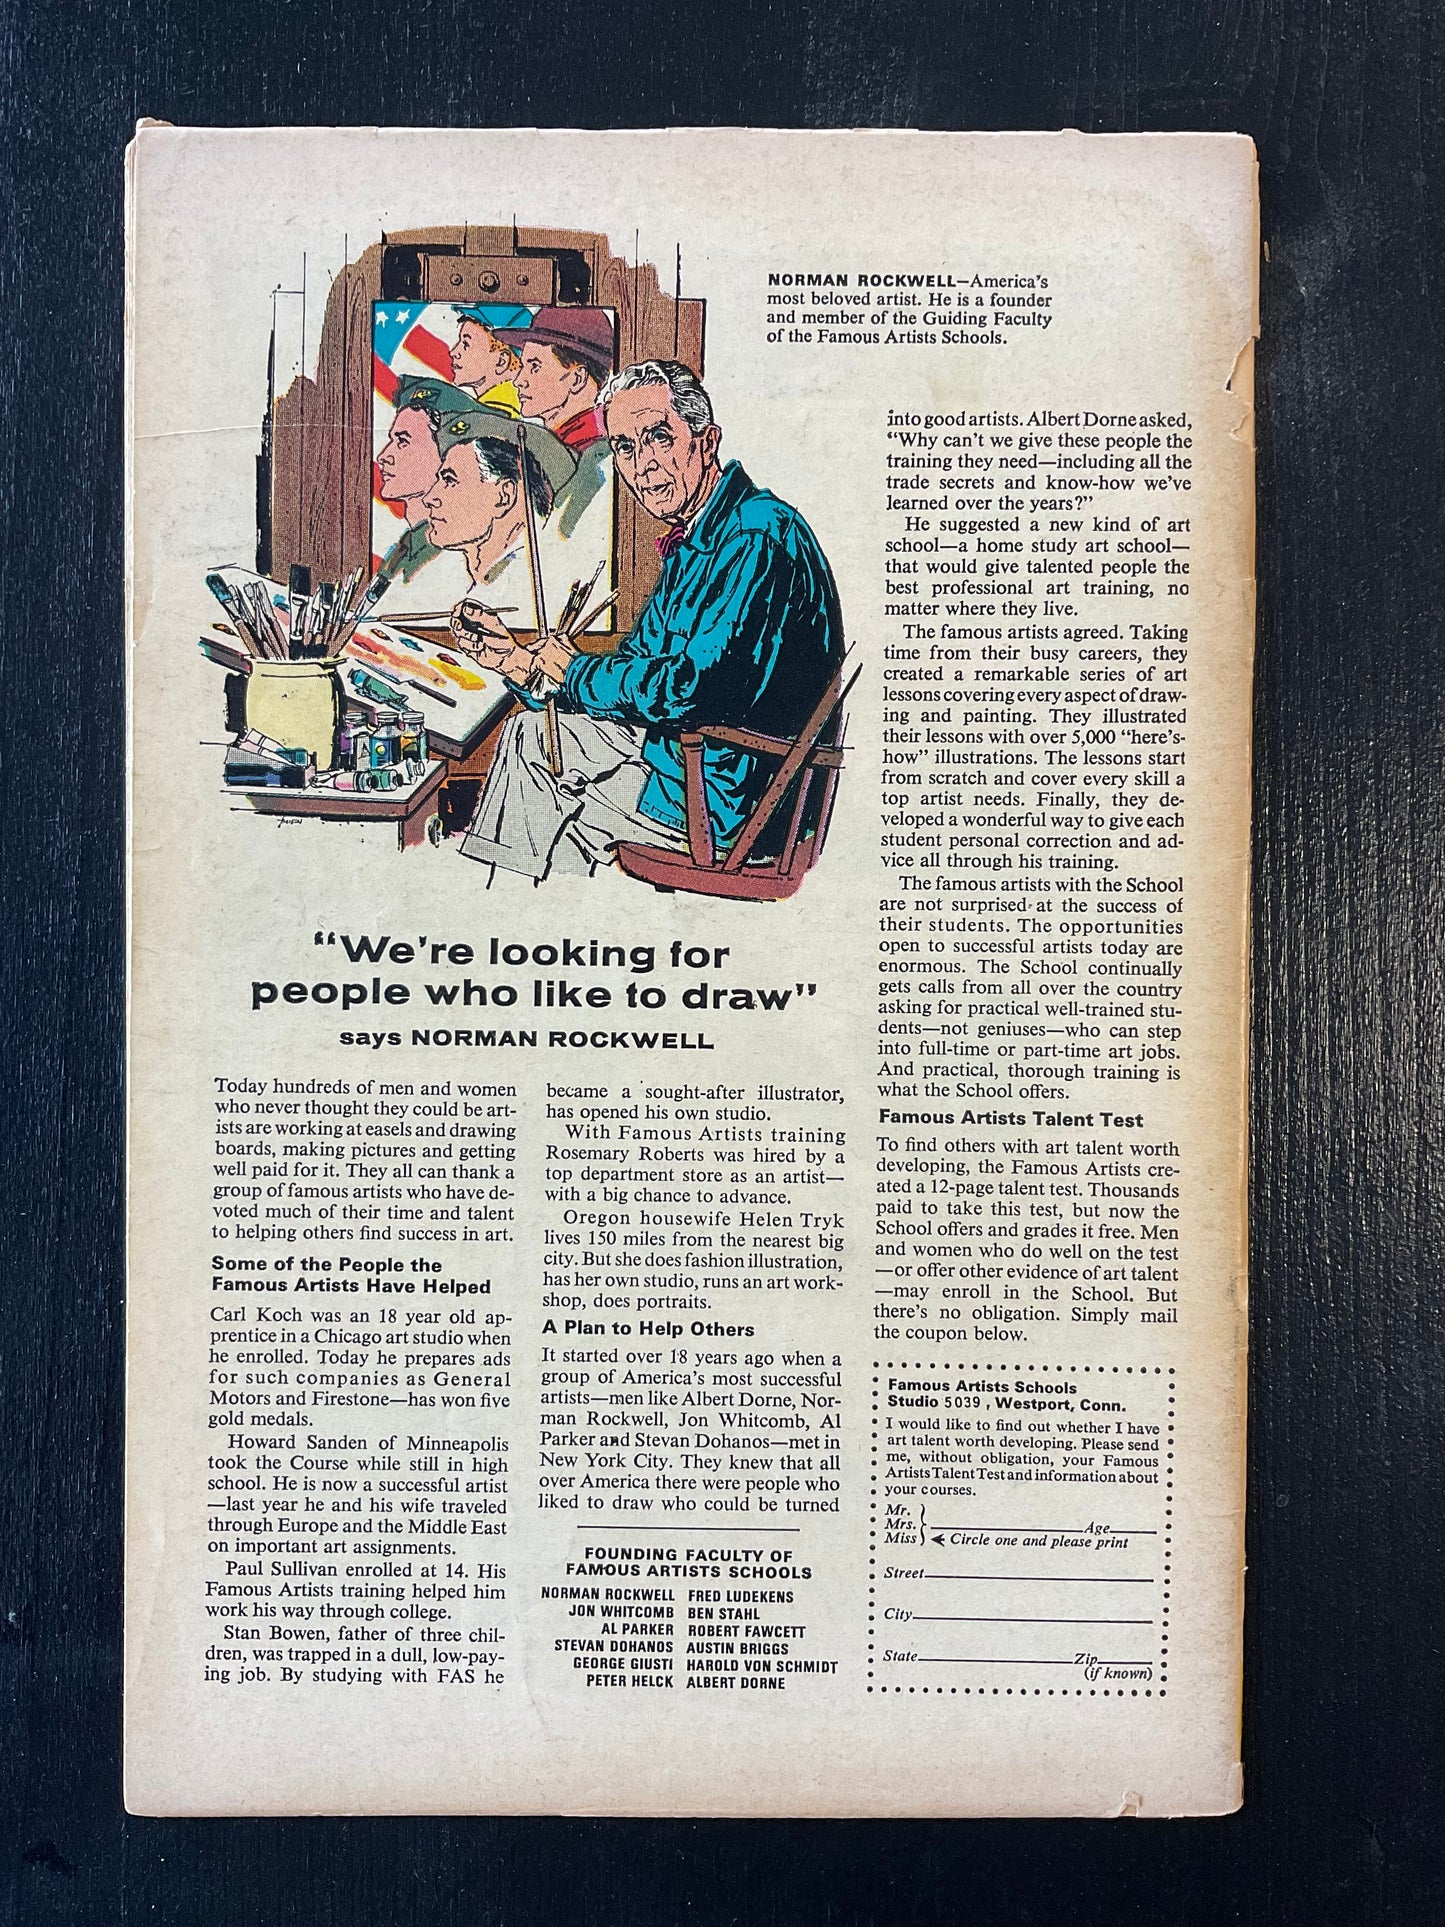 NORMAN ROCKWELL—America's
most beloved artist. He is a founder
and member of the Guiding Faculty
of the Famous Artists Schools.
“We're looking for
people who like to draw”
says NORMAN ROCKWELL
Today hundreds of men and women
who never thought they could be art-
ists are working at easels and drawing
boards, making pictures and getting
well paid for it. They all can thank a
group of famous artists who have de-
voted much of their time and talent
to helping others find success in art.
Some of the People the
Famous Artists Have Helped
Carl Koch was an 18 year old ap-
prentice in a Chicago art studio when
he enrolled. Today he prepares ads
for such companies as General
Motors and Firestone—has won five
gold medals.
Howard Sanden of Minneapolis
took the Course while still in high
school. He is now a successful artist
—last year he and his wife traveled
through Europe and the Middle East
on important art assignments.
Paul Sullivan enrolled at 14. His
Famous Artists training helped him
work his way through college.
Stan Bowen, father of three chil-
dren, was trapped in a dull, low-pay-
ing job. By studying with FAS he
became a sought-after illustrator,
has opened his own studio.
With Famous Artists training
Rosemary Roberts was hired by a
top department store as an artist—
with a big chance to advance.
Oregon housewife Helen Tryk
lives 150 miles from the nearest big
city. But she does fashion illustration,
has her own studio, runs an art work-
shop, does portraits.
A Plan to Help Others
It started over 18 years ago when a
group of America's most successful
artists—men like Albert Dorne, Nor-
man Rockwell, Jon Whitcomb, Al
Parker and Stevan Dohanos—met in
New York City. They knew that all
over America there were people who
liked to draw who could be turned
into good artists. Albert Dorne asked,
“Why can't we give these people the
training they need—including all the
trade secrets and know-how we've
learned over the years?”
He suggested a new kind of art
school—a home study art school—
that would give talented people the
best professional art training, no
matter where they live.
The famous artists agreed. Taking
time from their busy careers, they
created a remarkable series of art
lessons covering every aspect of draw-
ing and painting. They illustrated
their lessons with over 5,000 “here's-
how” illustrations. The lessons start
from scratch and cover every skill a
top artist needs. Finally, they de-
veloped a wonderful way to give each
student personal correction and ad-
vice all through his training.
The famous artists with the School
are not surprised at the success of
their students. The opportunities
open to successful artists today are
enormous. The School continually
gets calls from all over the country
asking for practical well-trained stu-
dents—not geniuses—who can step
into full-time or part-time art jobs.
And practical, thorough training is
what the School offers.
Famous Artists Talent Test
To find others with art talent worth
developing, the Famous Artists cre-
ated a 12-page talent test. Thousands
paid to take this test, but now the
School offers and grades it free. Men
and women who do well on the test
—or offer other evidence of art talent
—may enroll in the School. But
there's no obligation. Simply mail
the coupon below.
FOUNDING FACULTY OF
FAMOUS ARTISTS SCHOOLS
NORMAN ROCKWELL FRED LUDEKENS
JON WHITCOMB BEN STAHL
AL PARKER ROBERT FAWCETT
STEVAN DOHANOS AUSTIN BRIGGS
GEORGE GIUSTI HAROLD VON SCHMIDT
PETER HELCK ALBERT DORNE
Famous Artists Schools
Studio 5039, Westport, Conn.
I would like to find out whether I have
art talent worth developing. Please send
me, without obligation, your Famous
Artists Talent Test and information about
your courses.
Mr.
Mrs. Age
Miss Circle one and please print
Street
City
State Zip
(if known)